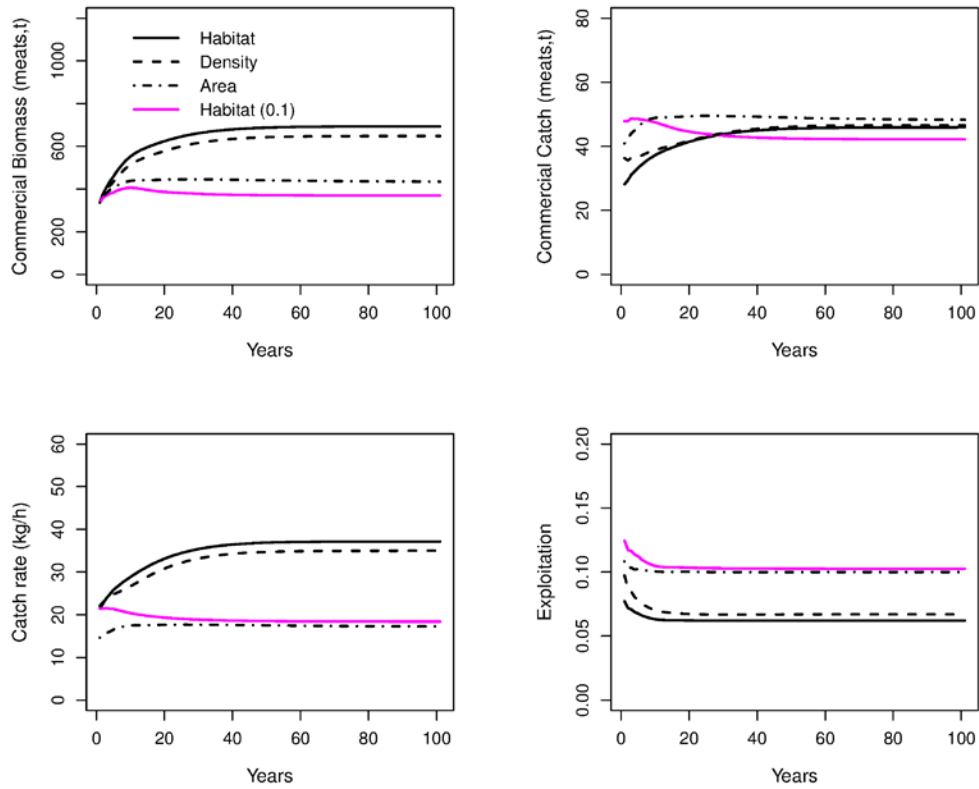 Commercial Biomass (meats,t)
1000
600
400
200
0
Habitat
Density
Area
Habitat (0.1)
0 20 40 60 80 100
Years
Commercial Catch (meats,t)
80
60
40
20
0
0 20 40 60 80 100
Years
Catch rate (kg/h)
60
50
40
30
20
10
0
0 20 40 60 80 100
Years
Exploitation
0.20
0.15
0.10
0.05
0.00
0 20 40 60 80 100
Years